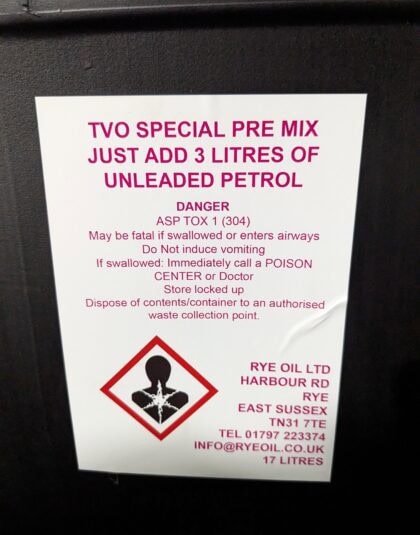 TVO SPECIAL PRE MIX
JUST ADD 3 LITRES OF
UNLEADED PETROL
DANGER
ASP TOX 1 (304)
May be fatal if swallowed or enters airways
Do Not induce vomiting
If swallowed: Immediately call a POISON
CENTER or Doctor
Store locked up
Dispose of contents/container to an authorised
waste collection point.
RYE OIL LTD
HARBOUR RD
RYE
EAST SUSSEX
TN31 7TE
TEL 01797 223374
INFO@RYEOIL.CO.UK
17 LITRES